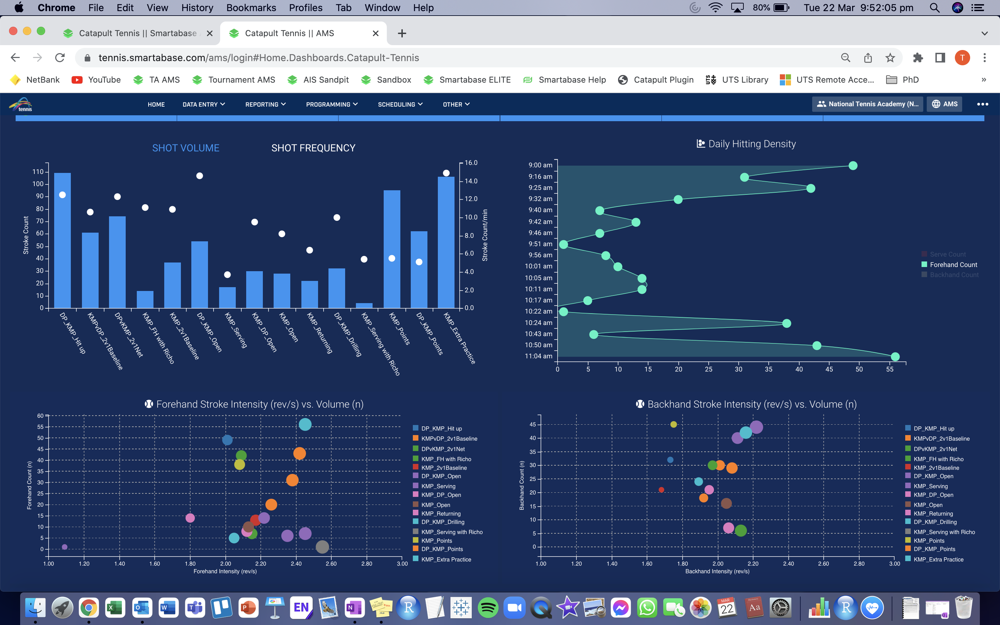 Chrome File Edit View History Bookmarks Profiles Tab Window Help 80% Tue 22 Mar 9:52:05 pm
Catapult Tennis || Smartabase
Catapult Tennis || AMS
tennis.smartabase.com/ams/login#Home.Dashboards.Catapult-Tennis
T
NetBank YouTube TA AMS Tournament AMS AIS Sandpit Sandbox Smartabase ELITE Smartabase Help Catapult Plugin UTS Library UTS Remote Acce... PhD »
tennis HOME DATA ENTRY REPORTING PROGRAMMING SCHEDULING OTHER National Tennis Academy (N... AMS
SHOT VOLUME SHOT FREQUENCY
Stroke Count
110
100
90
80
70
60
50
40
30
20
10
0
16.0
14.0
12.0
10.0
8.0
6.0
4.0
2.0
0.0
Stroke Count/min
DP_KMP_Hit up
KMPvDP_2v1Baseline
DPvKMP_2v1Net
KMP_FH with Richo
KMP_2v1Baseline
DP_KMP_Open
KMP_Serving
KMP_DP_Open
KMP_Open
KMP_Returning
DP_KMP_Drilling
KMP_Serving with Richo
KMP_Points
DP_KMP_Points
KMP_Extra Practice
Daily Hitting Density
9:00 am
9:16 am
9:25 am
9:32 am
9:40 am
9:42 am
9:46 am
9:51 am
9:56 am
10:01 am
10:05 am
10:11 am
10:17 am
10:22 am
10:24 am
10:43 am
10:50 am
11:04 am
0 5 10 15 20 25 30 35 40 45 50 55
Serve Count
Forehand Count
Backhand Count
Forehand Stroke Intensity (rev/s) vs. Volume (n)
Forehand Count (n)
60
55
50
45
40
35
30
25
20
15
10
5
0
1.00 1.20 1.40 1.60 1.80 2.00 2.20 2.40 2.60 2.80 3.00
Forehand Intensity (rev/s)
DP_KMP_Hit up
KMPvDP_2v1Baseline
DPvKMP_2v1Net
KMP_FH with Richo
KMP_2v1Baseline
DP_KMP_Open
KMP_Serving
KMP_DP_Open
KMP_Open
KMP_Returning
DP_KMP_Drilling
KMP_Serving with Richo
KMP_Points
DP_KMP_Points
KMP_Extra Practice
Backhand Stroke Intensity (rev/s) vs. Volume (n)
Backhand Count (n)
45
40
35
30
25
20
15
10
5
0
1.00 1.20 1.40 1.60 1.80 2.00 2.20 2.40 2.60 2.80 3.00
Backhand Intensity (rev/s)
DP_KMP_Hit up
KMPvDP_2v1Baseline
DPvKMP_2v1Net
KMP_FH with Richo
KMP_2v1Baseline
DP_KMP_Open
KMP_Serving
KMP_DP_Open
KMP_Open
KMP_Returning
DP_KMP_Drilling
KMP_Serving with Richo
KMP_Points
DP_KMP_Points
KMP_Extra Practice
X O W T P EN N R MAR 22 Aa R